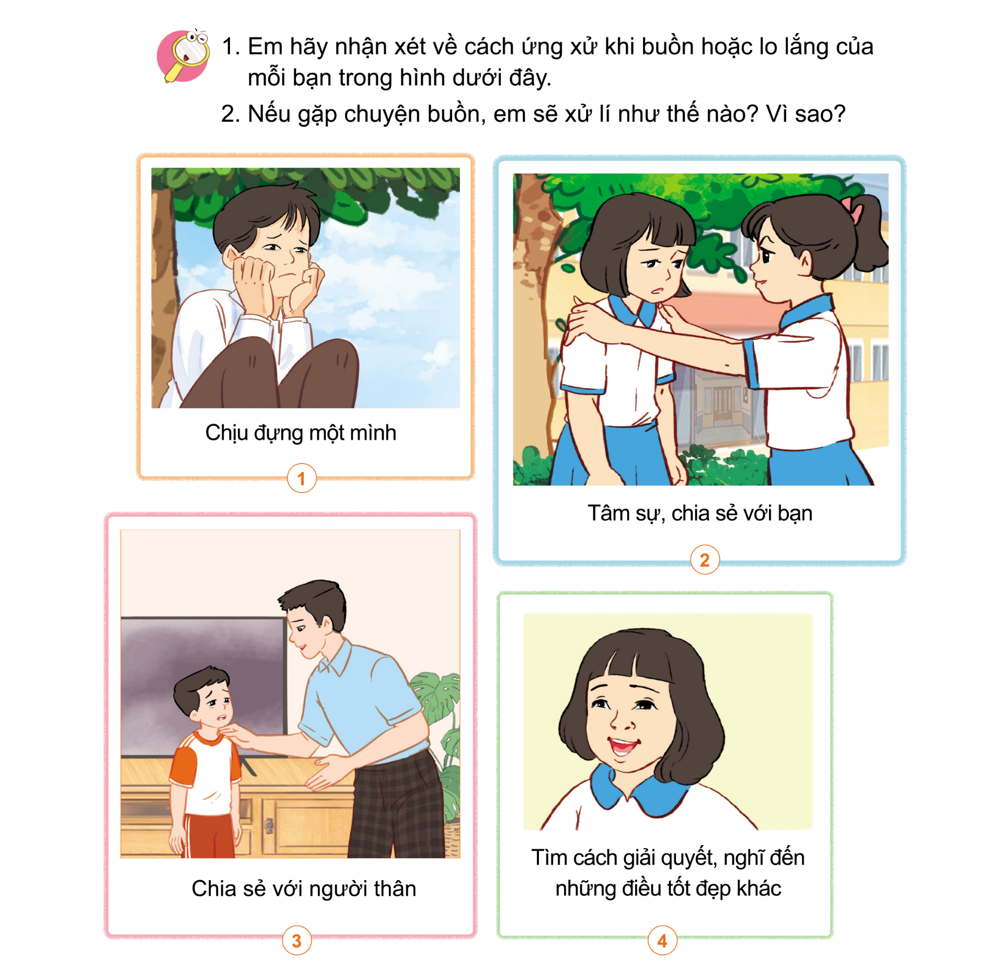 1. Em hãy nhận xét về cách ứng xử khi buồn hoặc lo lắng của
mỗi bạn trong hình dưới đây.
2. Nếu gặp chuyện buồn, em sẽ xử lí như thế nào? Vì sao?
Chịu đựng một mình
1
Tâm sự, chia sẻ với bạn
2
Chia sẻ với người thân
3
Tìm cách giải quyết, nghĩ đến
những điều tốt đẹp khác
4